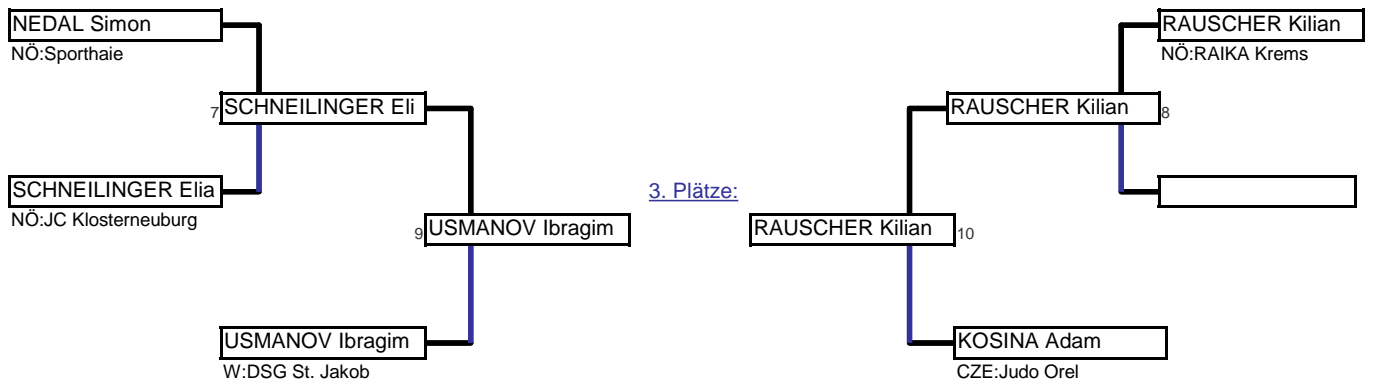 NEDAL Simon
NÖ:Sporthaie
RAUSCHER Kilian
NÖ:RAIKA Krems
7
SCHNEILINGER Eli
RAUSCHER Kilian
8
SCHNEILINGER Elia
NÖ:JC Klosterneuburg
3. Plätze:
9
USMANOV Ibragim
RAUSCHER Kilian
10
USMANOV Ibragim
W:DSG St. Jakob
KOSINA Adam
CZE:Judo Orel